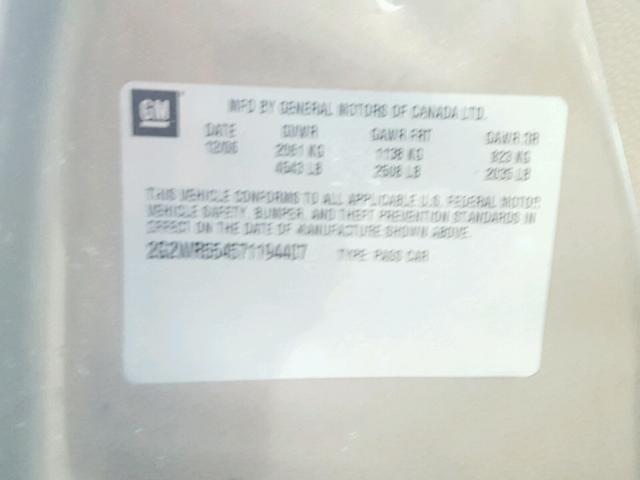 GM
MFD BY GENERAL MOTORS OF CANADA LTD.
DATE GVWR GAWR FRT GAWR RR
12/06 2061 KG 1138 KG 923 KG
4543 LB 2508 LB 2035 LB
THIS VEHICLE CONFORMS TO ALL APPLICABLE U.S. FEDERAL MOTOR
VEHICLE SAFETY, BUMPER, AND THEFT PREVENTION STANDARDS IN
EFFECT ON THE DATE OF MANUFACTURE SHOWN ABOVE.
TYPE: PASS CAR